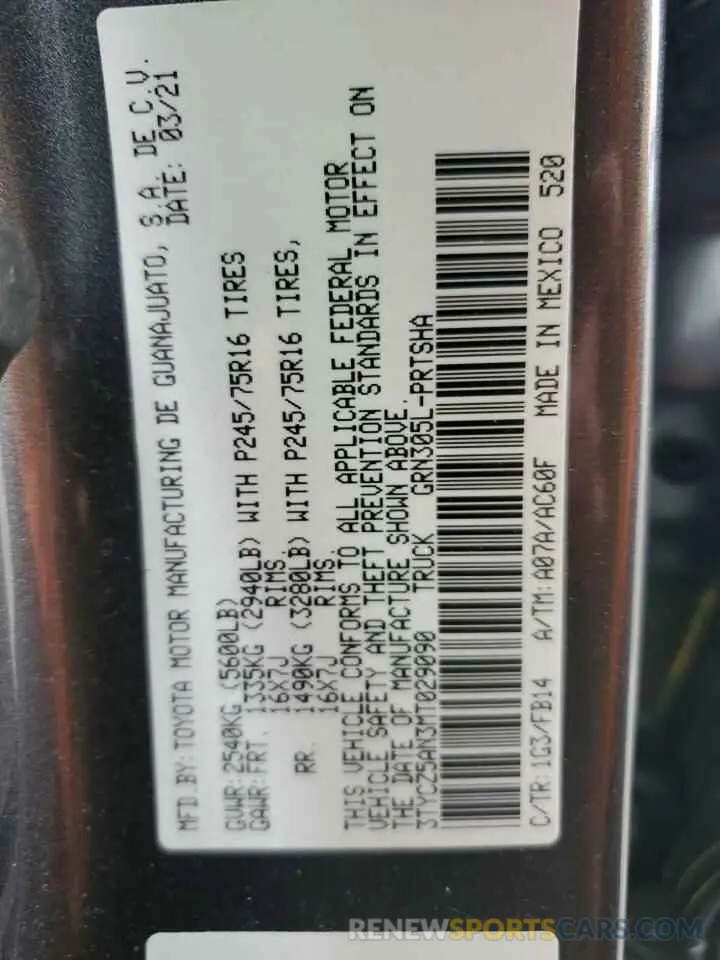 MFD.BY:TOYOTA MOTOR MANUFACTURING DE GUANAJUATO, S.A. DE C.V.
DATE: 03/21
GVWR:2540KG (5600LB)
GAWR:FRT. 1335KG (2940LB) WITH P245/75R16 TIRES
16X7J RIMS
RR. 1490KG (3280LB) WITH P245/75R16 TIRES,
16X7J RIMS.
THIS VEHICLE CONFORMS TO ALL APPLICABLE FEDERAL MOTOR
VEHICLE SAFETY AND THEFT PREVENTION STANDARDS IN EFFECT ON
THE DATE OF MANUFACTURE SHOWN ABOVE.
3TYCZ5AN3MT029090 TRUCK GRN305L-PRTSHA
C/TR:1G3/FB14 A/TM:A07A/AC60F MADE IN MEXICO 520
RENEWSPORTSCARS.COM